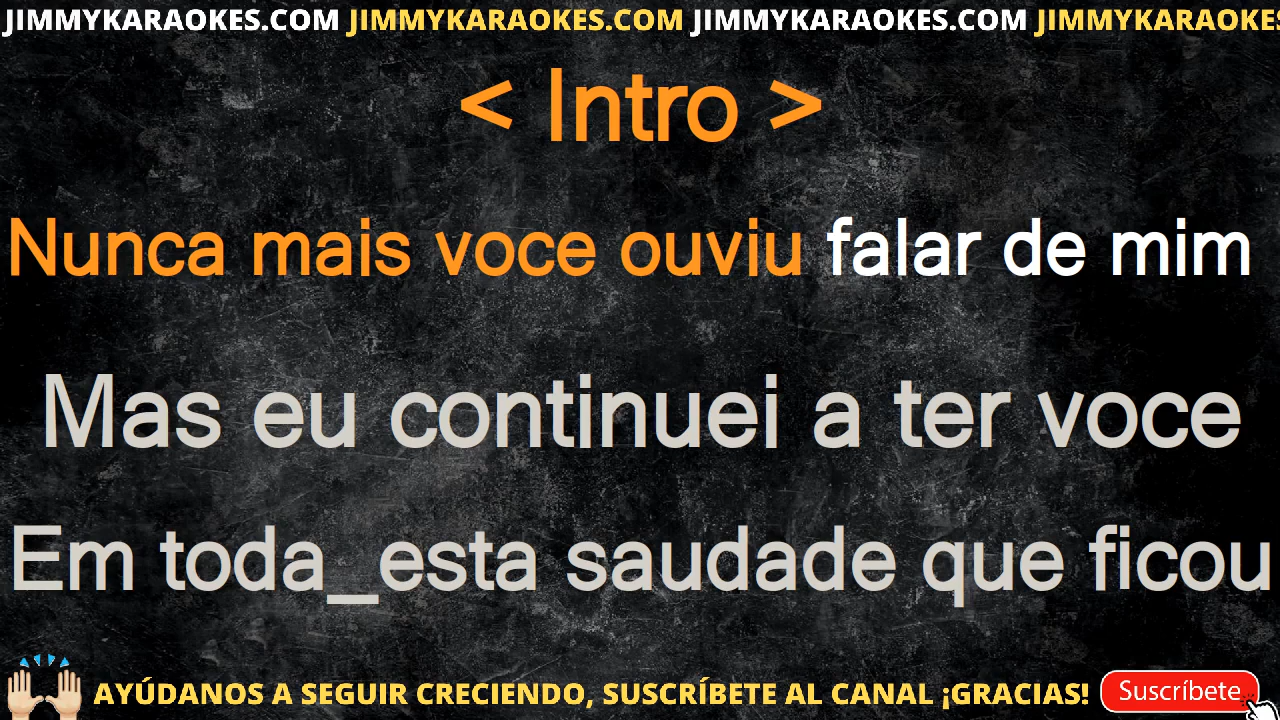 JIMMYKARAOKES.COM JIMMYKARAOKES.COM JIMMYKARAOKES.COM JIMMYKARAOKES
< Intro >
Nunca mais voce ouviu falar de mim
Mas eu continuei a ter voce
Em toda_esta saudade que ficou
AYÚDANOS A SEGUIR CRECIENDO, SUSCRÍBETE AL CANAL ¡GRACIAS! Suscríbete